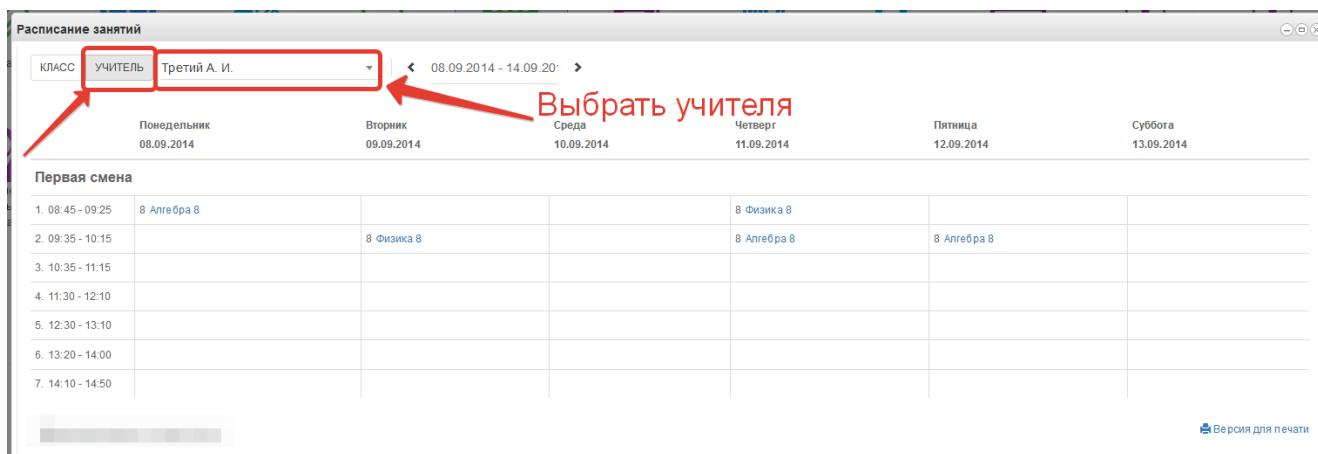 Расписание занятий
КЛАСС УЧИТЕЛЬ Третий А. И. 08.09.2014 - 14.09.20
Выбрать учителя
Понедельник Вторник Среда Четверг Пятница Суббота
08.09.2014 09.09.2014 10.09.2014 11.09.2014 12.09.2014 13.09.2014
Первая смена
1. 08:45 - 09:25 8 Алгебра 8 8 Физика 8
2. 09:35 - 10:15 8 Физика 8 8 Алгебра 8 8 Алгебра 8
3. 10:35 - 11:15
4. 11:30 - 12:10
5. 12:30 - 13:10
6. 13:20 - 14:00
7. 14:10 - 14:50
Версия для печати